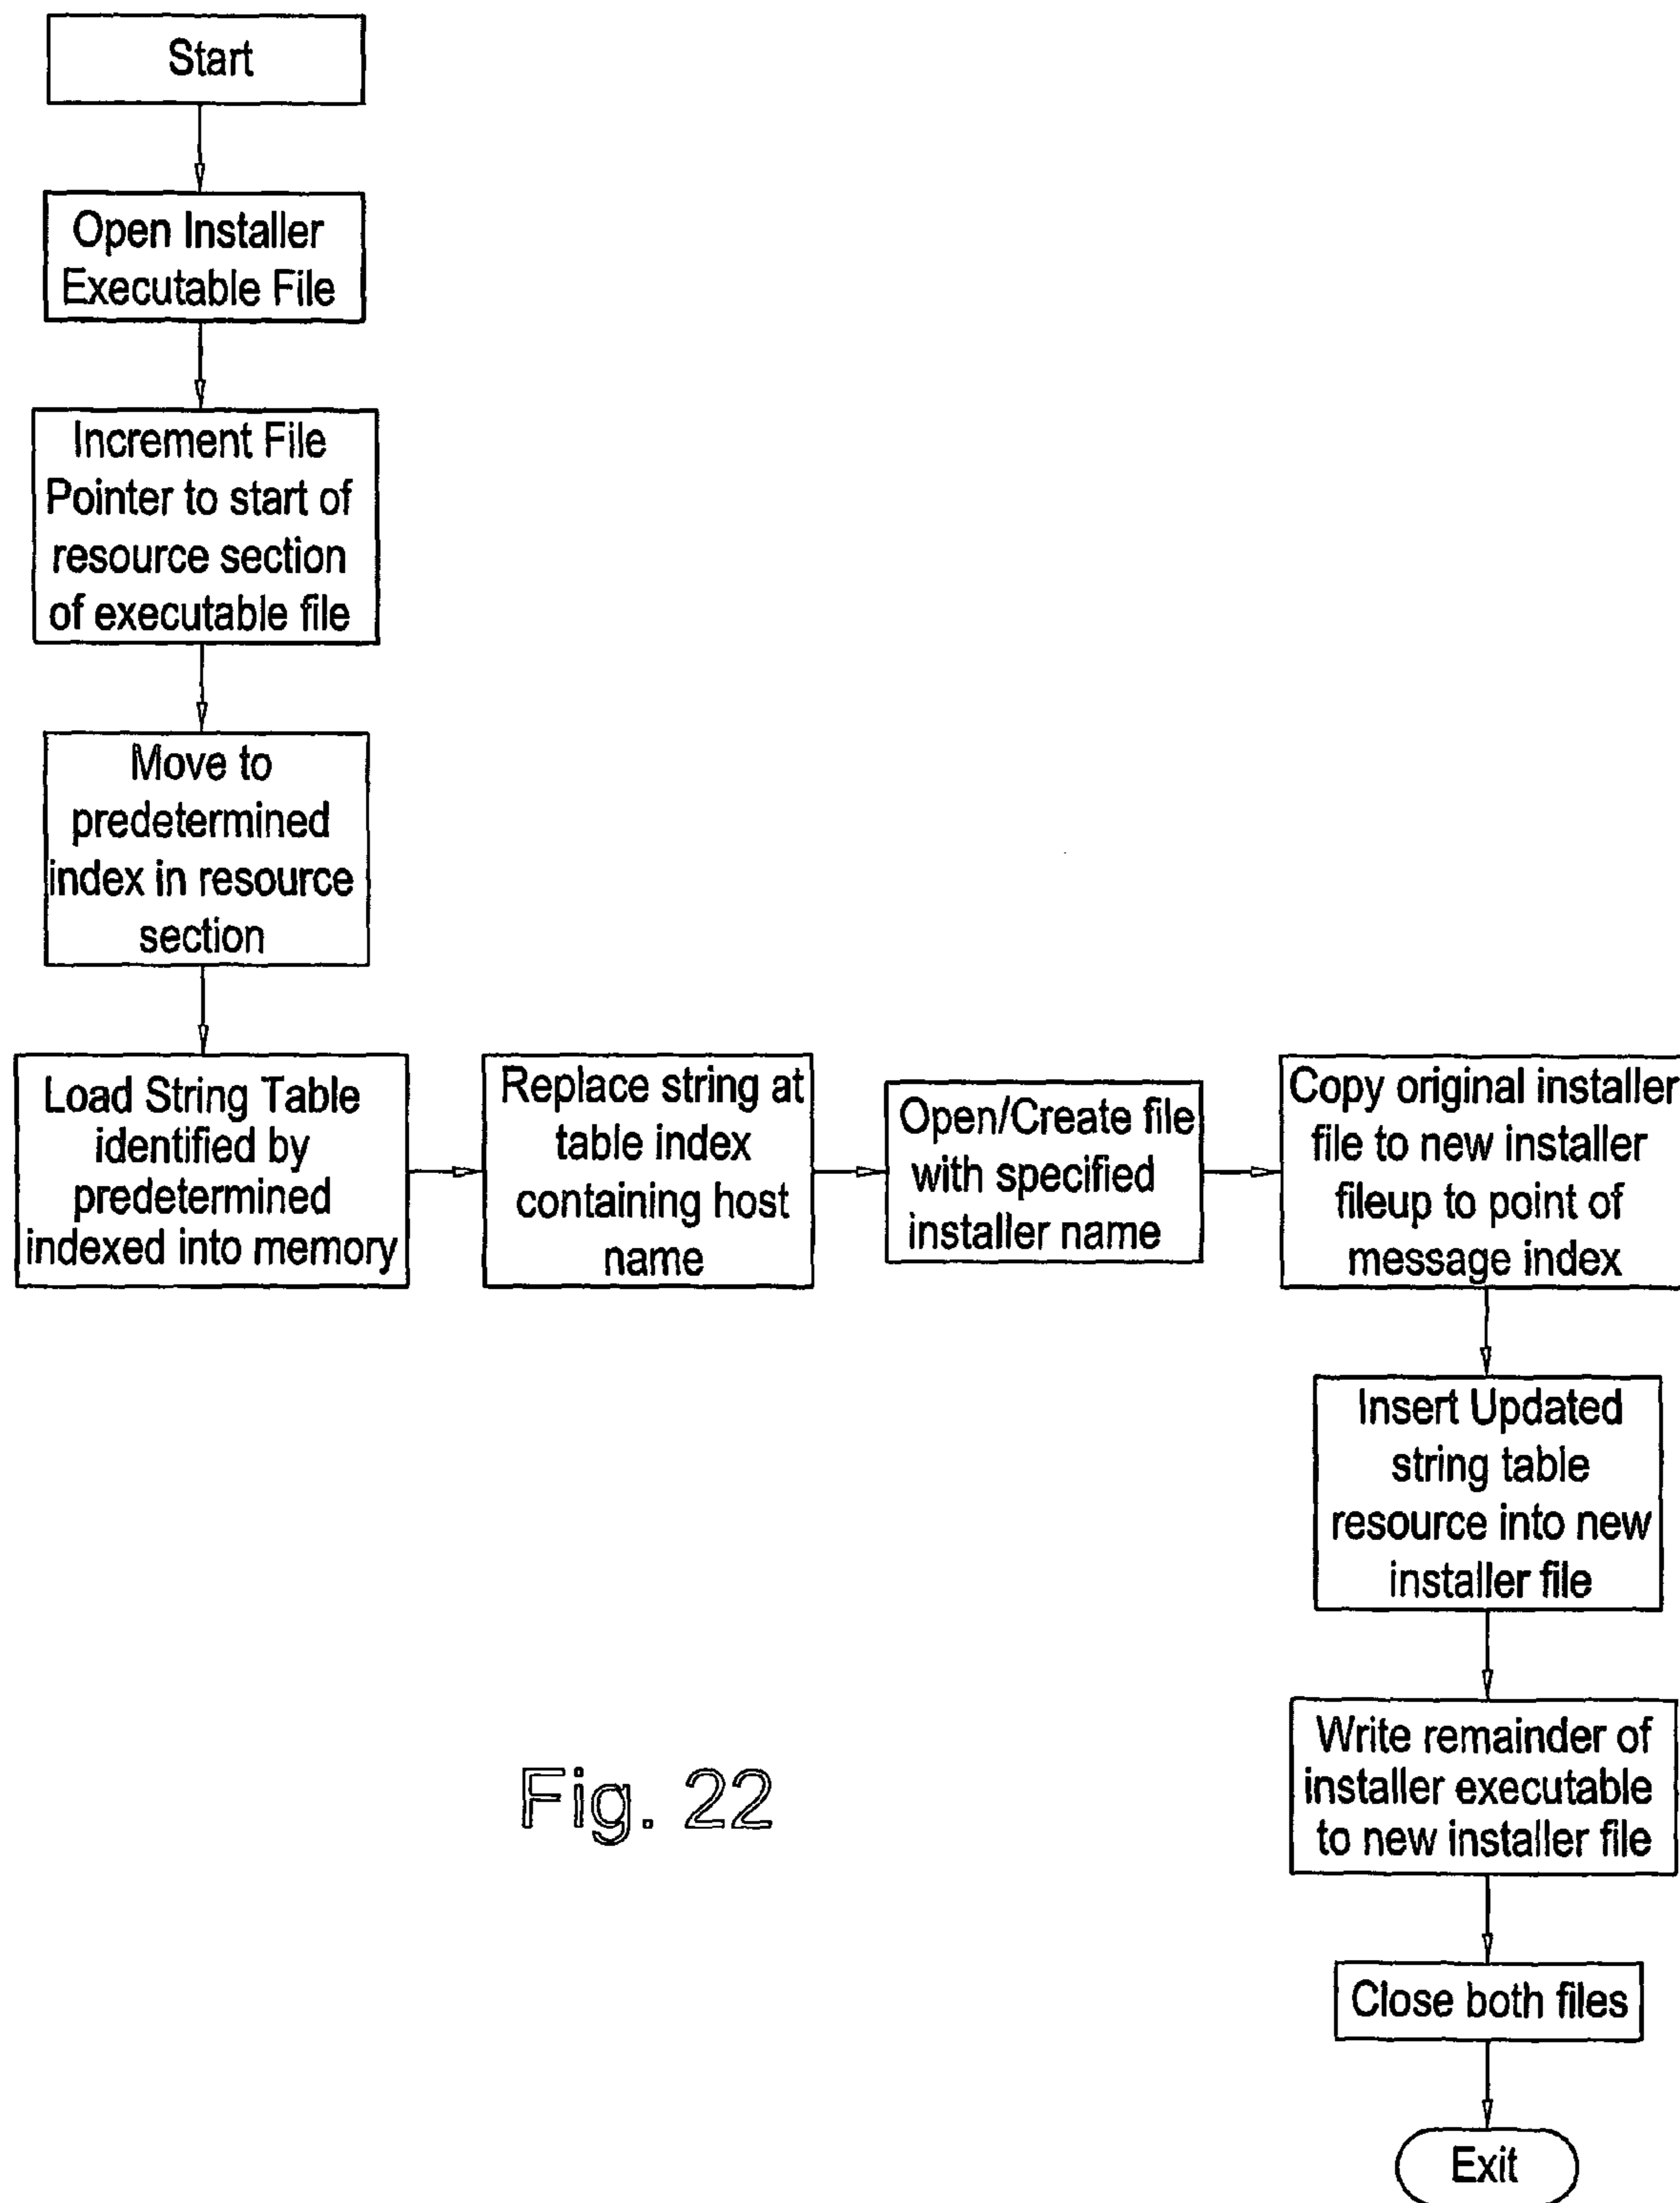 Start
Open Installer
Executable File
Increment File
Pointer to start of
resource section
of executable file
Move to
predetermined
index in resource
section
Load String Table
identified by
predetermined
indexed into memory
Replace string at
table index
containing host
name
Open/Create file
with specified
installer name
Copy original installer
file to new installer
fileup to point of
message index
Insert Updated
string table
resource into new
installer file
Write remainder of
installer executable
to new installer file
Close both files
Exit
Fig. 22